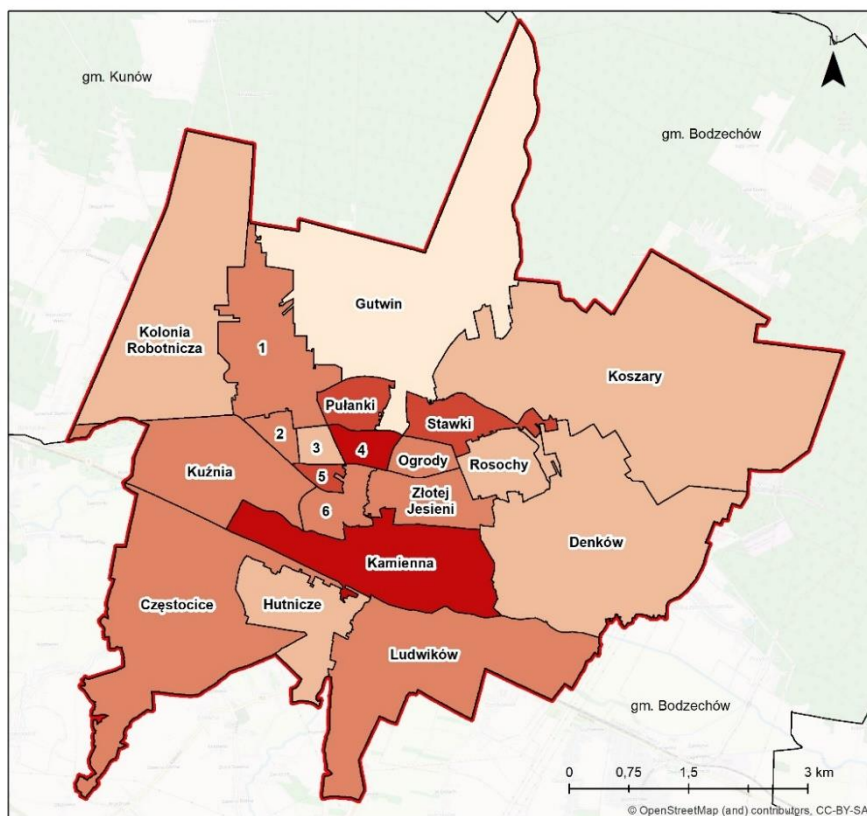 N
gm. Kunów
gm. Bodzechów
Gutwin
Kolonia
Robotnicza
1
Koszary
Pułanki
Stawki
2
3
4
Ogrody
Rosochy
Kuźnia
5
Złotej
Jesieni
6
Denków
Kamienna
Częstocice
Hutnicze
Ludwików
gm. Bodzechów
0 0,75 1,5 3 km
© OpenStreetMap (and) contributors, CC-BY-SA